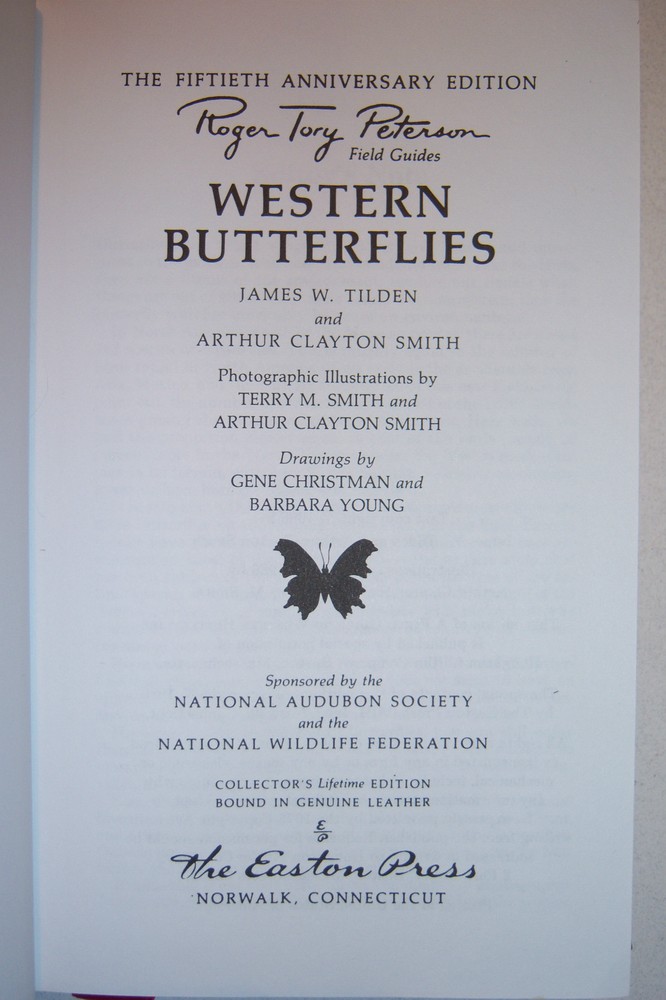 THE FIFTIETH ANNIVERSARY EDITION
Roger Tory Peterson
Field Guides
WESTERN
BUTTERFLIES
JAMES W. TILDEN
and
ARTHUR CLAYTON SMITH
Photographic Illustrations by
TERRY M. SMITH and
ARTHUR CLAYTON SMITH
Drawings by
GENE CHRISTMAN and
BARBARA YOUNG
Sponsored by the
NATIONAL AUDUBON SOCIETY
and the
NATIONAL WILDLIFE FEDERATION
COLLECTOR'S Lifetime EDITION
BOUND IN GENUINE LEATHER
E
P
The Easton Press
NORWALK, CONNECTICUT